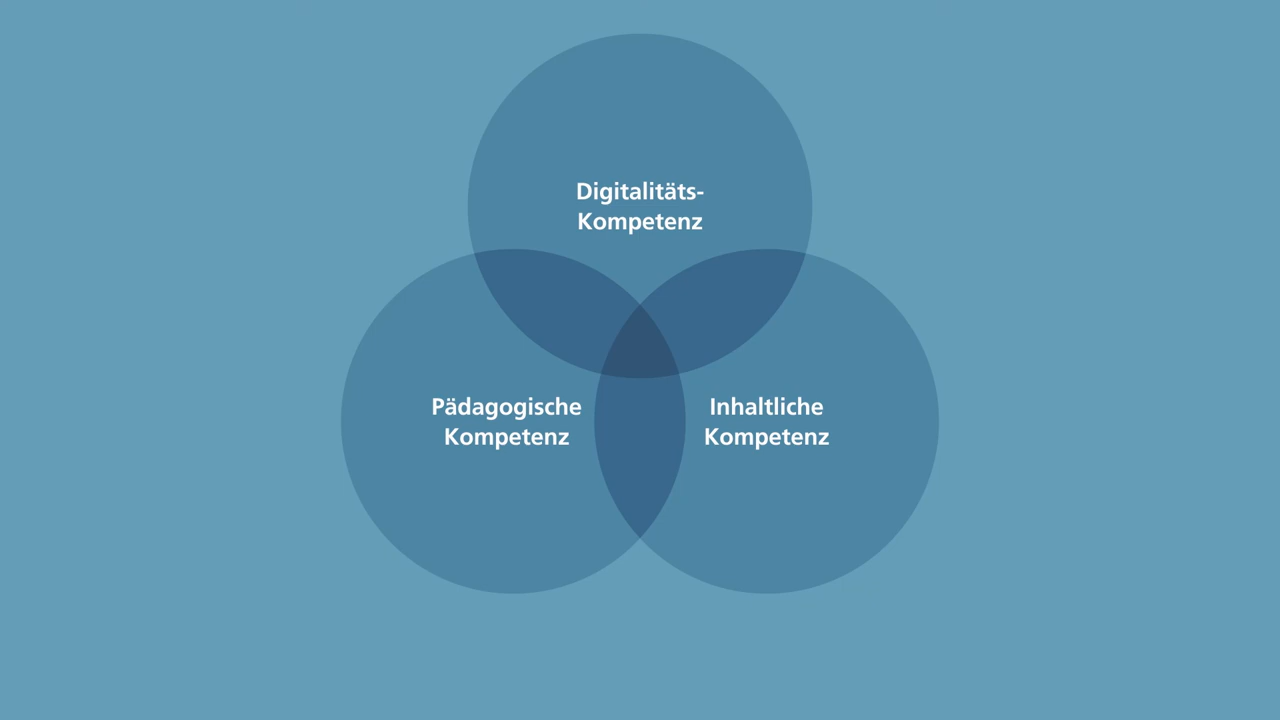 Digitalitäts-
Kompetenz
Pädagogische
Kompetenz
Inhaltliche
Kompetenz